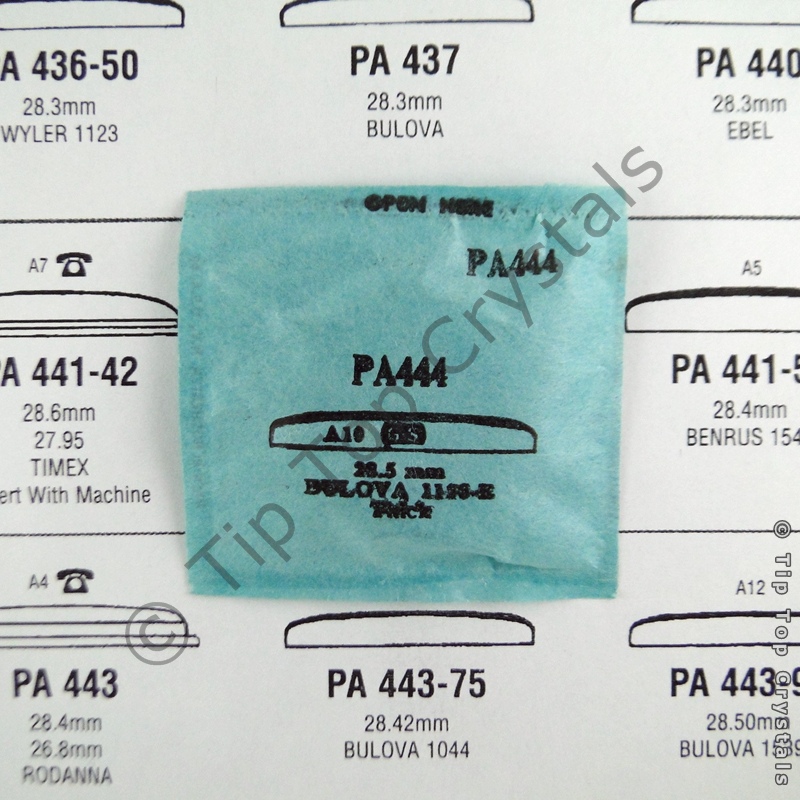 A 436-50
28.3mm
WYLER 1123
PA 437
28.3mm
BULOVA
PA 440
28.3mm
EBEL
OPEN HERE
PA444
PA444
A10 GS
28.5 mm
BULOVA
Thick
A7
A 441-42
28.6mm
27.95
TIMEX
ert With Machine
A5
PA 441-5
28.4mm
BENRUS 154
A4
PA 443
28.4mm
26.8mm
RODANNA
PA 443-75
28.42mm
BULOVA 1044
A12
PA 443-9
28.50mm
BULOVA
© Tip Top Crystals
© Tip Top Crystals